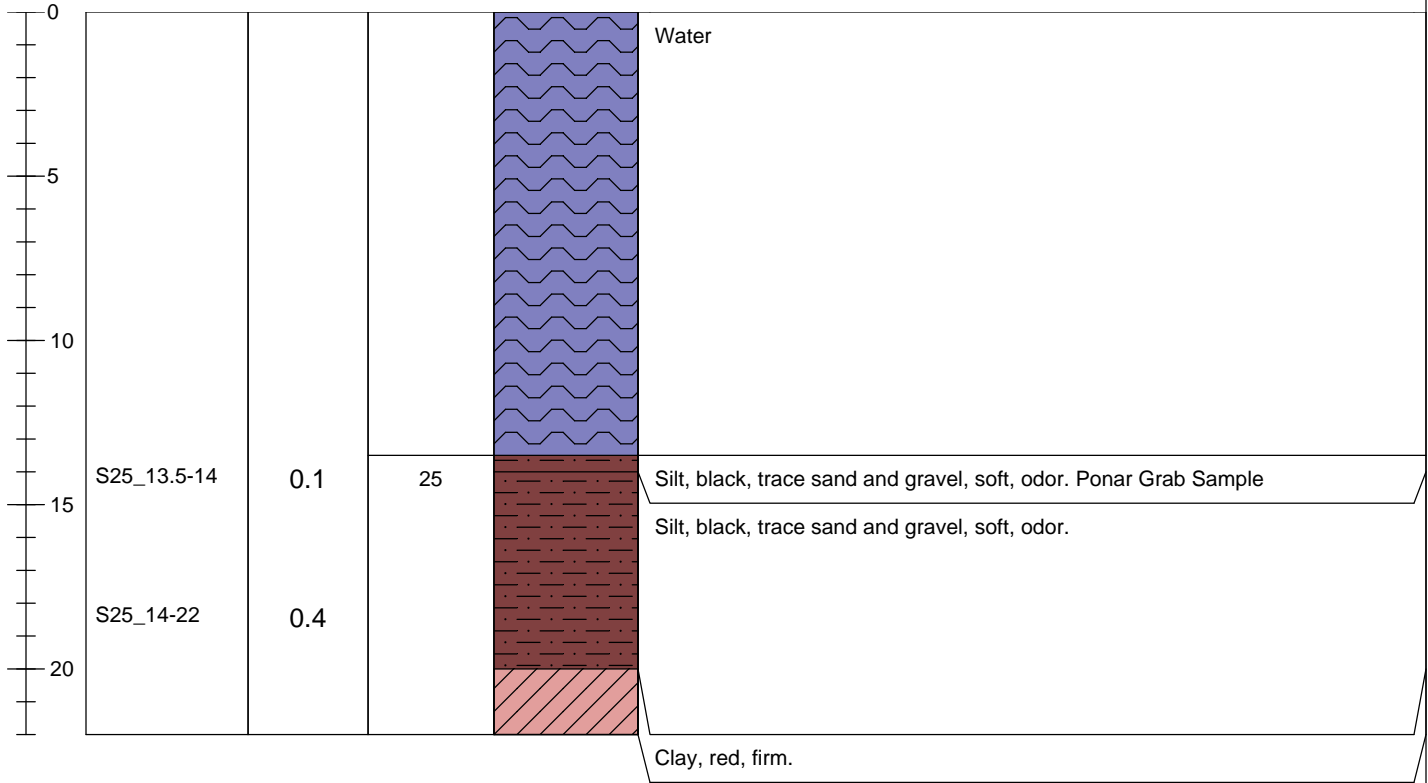 0
Water
5
10
S25_13.5-14 0.1 25 Silt, black, trace sand and gravel, soft, odor. Ponar Grab Sample
15
Silt, black, trace sand and gravel, soft, odor.
S25_14-22 0.4
20
Clay, red, firm.